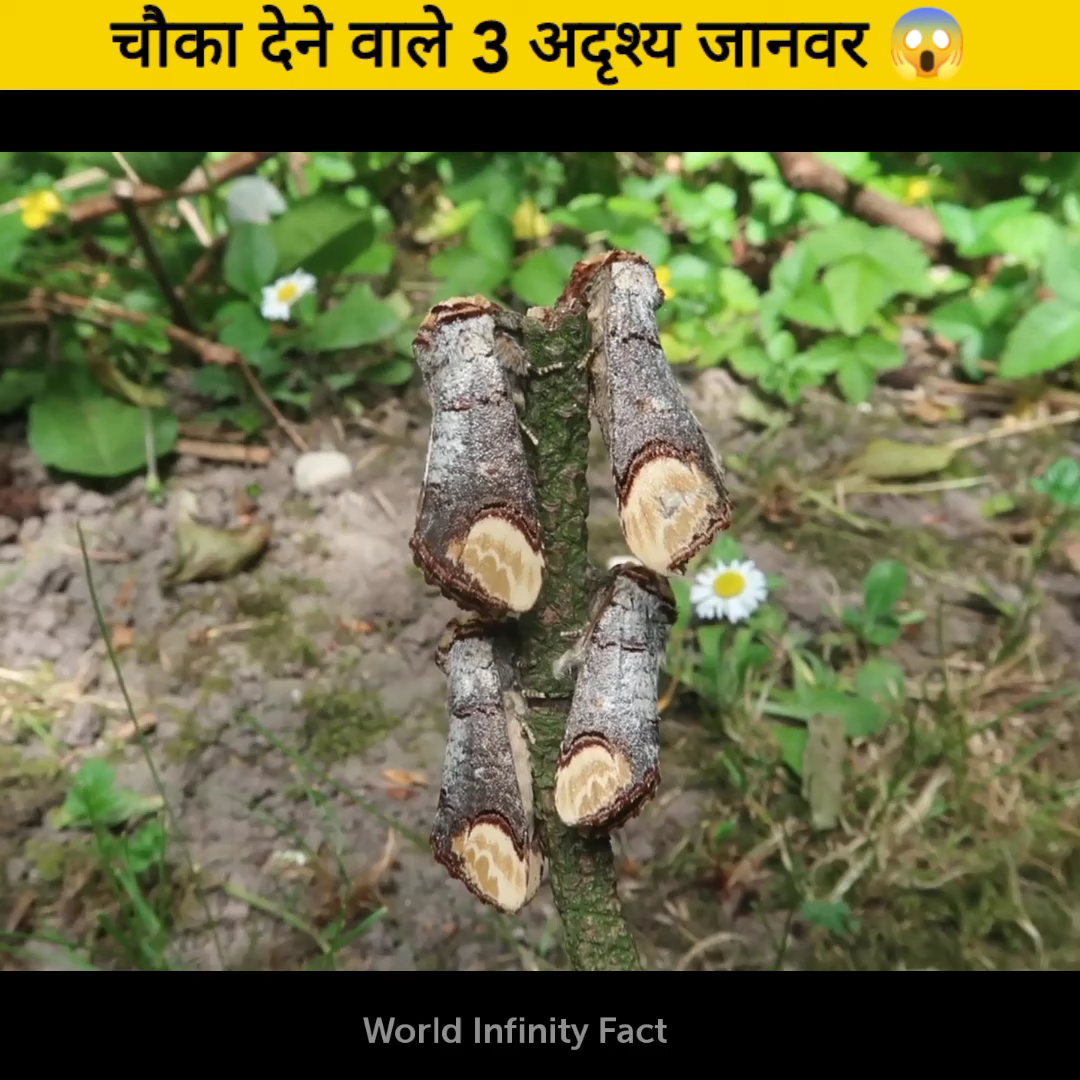 चौका देने वाले 3 अदृश्य जानवर 😱
World Infinity Fact